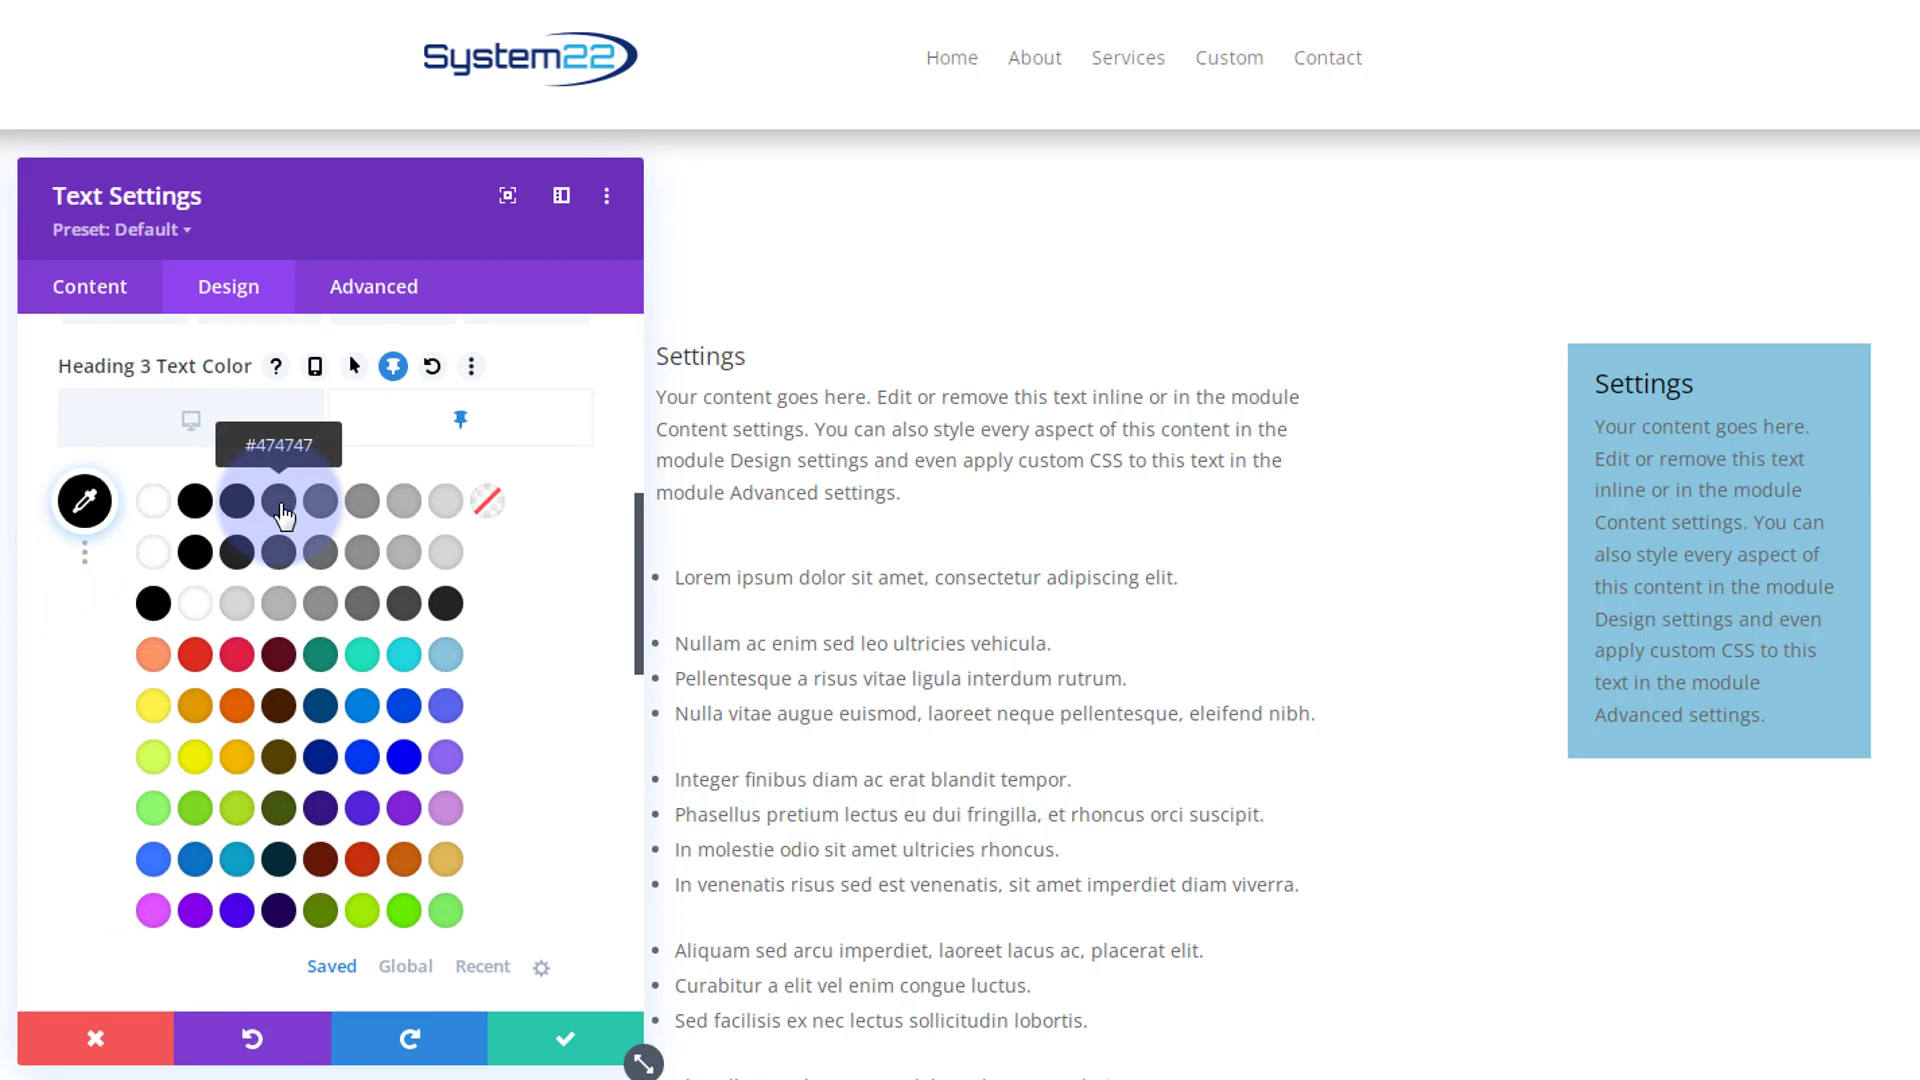 System22
Home About Services Custom Contact
Text Settings
Preset: Default
Content Design Advanced
Heading 3 Text Color ?
#474747
Saved Global Recent
Settings
Your content goes here. Edit or remove this text inline or in the module
Content settings. You can also style every aspect of this content in the
module Design settings and even apply custom CSS to this text in the
module Advanced settings.
Lorem ipsum dolor sit amet, consectetur adipiscing elit.
Nullam ac enim sed leo ultricies vehicula.
Pellentesque a risus vitae ligula interdum rutrum.
Nulla vitae augue euismod, laoreet neque pellentesque, eleifend nibh.
Integer finibus diam ac erat blandit tempor.
Phasellus pretium lectus eu dui fringilla, et rhoncus orci suscipit.
In molestie odio sit amet ultricies rhoncus.
In venenatis risus sed est venenatis, sit amet imperdiet diam viverra.
Aliquam sed arcu imperdiet, laoreet lacus ac, placerat elit.
Curabitur a elit vel enim congue luctus.
Sed facilisis ex nec lectus sollicitudin lobortis.
Settings
Your content goes here.
Edit or remove this text
inline or in the module
Content settings. You can
also style every aspect of
this content in the module
Design settings and even
apply custom CSS to this
text in the module
Advanced settings.